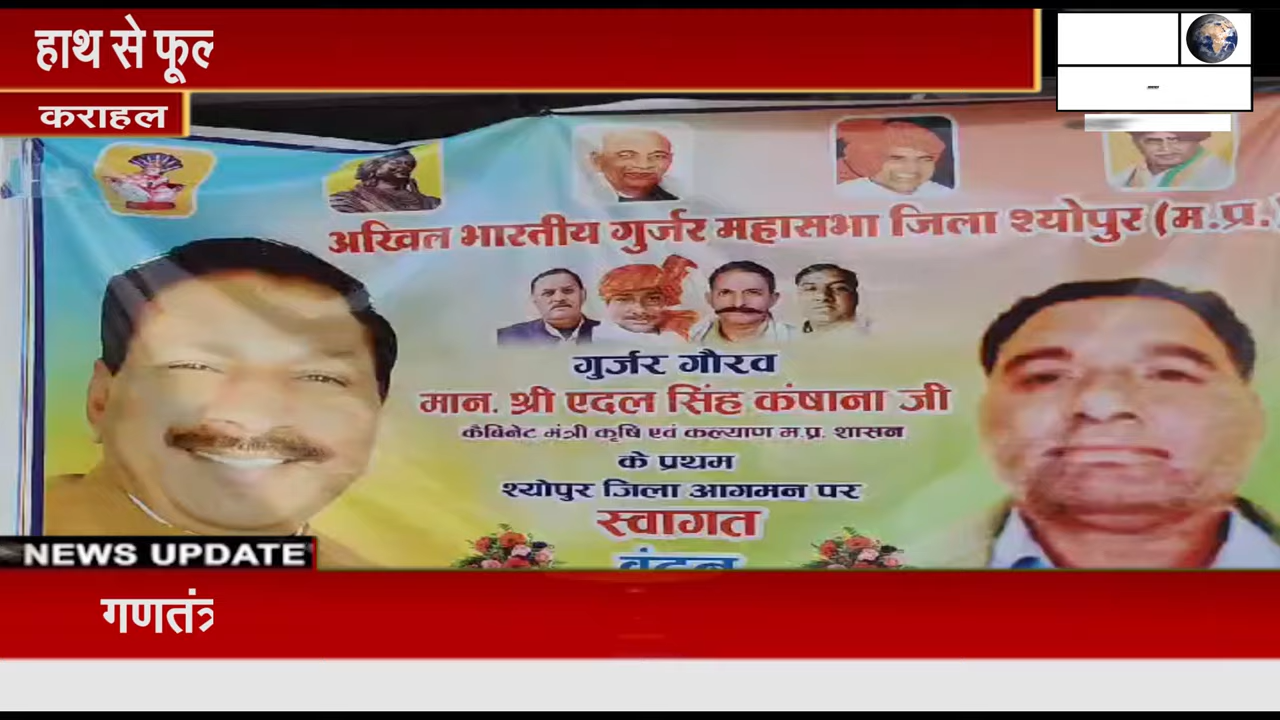 हाथ से फूल
कराहल
अखिल भारतीय गुर्जर महासभा जिला श्योपुर (म.प्र.)
गुर्जर गौरव
मान. श्री एदल सिंह कंषाना जी
कैबिनेट मंत्री कृषि एवं कल्याण म.प्र. शासन
के प्रथम
श्योपुर जिला आगमन पर
स्वागत
वंदन
NEWS UPDATE
गणतंत्र